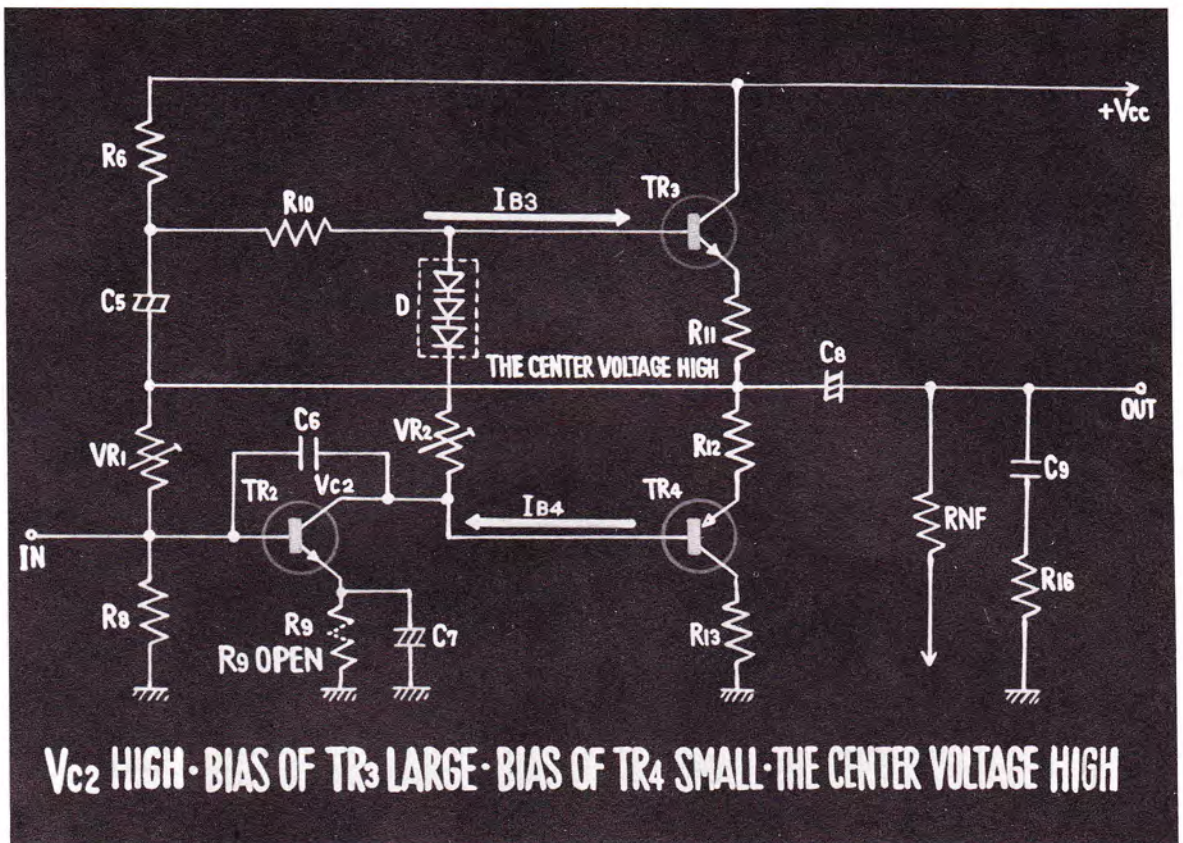 +Vcc
R6
R10
IB3
TR3
C5
D
R11
THE CENTER VOLTAGE HIGH
C8
OUT
VR1
C6
VR2
R12
C9
TR2
VC2
TR4
IB4
RNF
IN
R16
R8
R9
C7
R13
R9 OPEN
VC2 HIGH·BIAS OF TR3 LARGE·BIAS OF TR4 SMALL·THE CENTER VOLTAGE HIGH